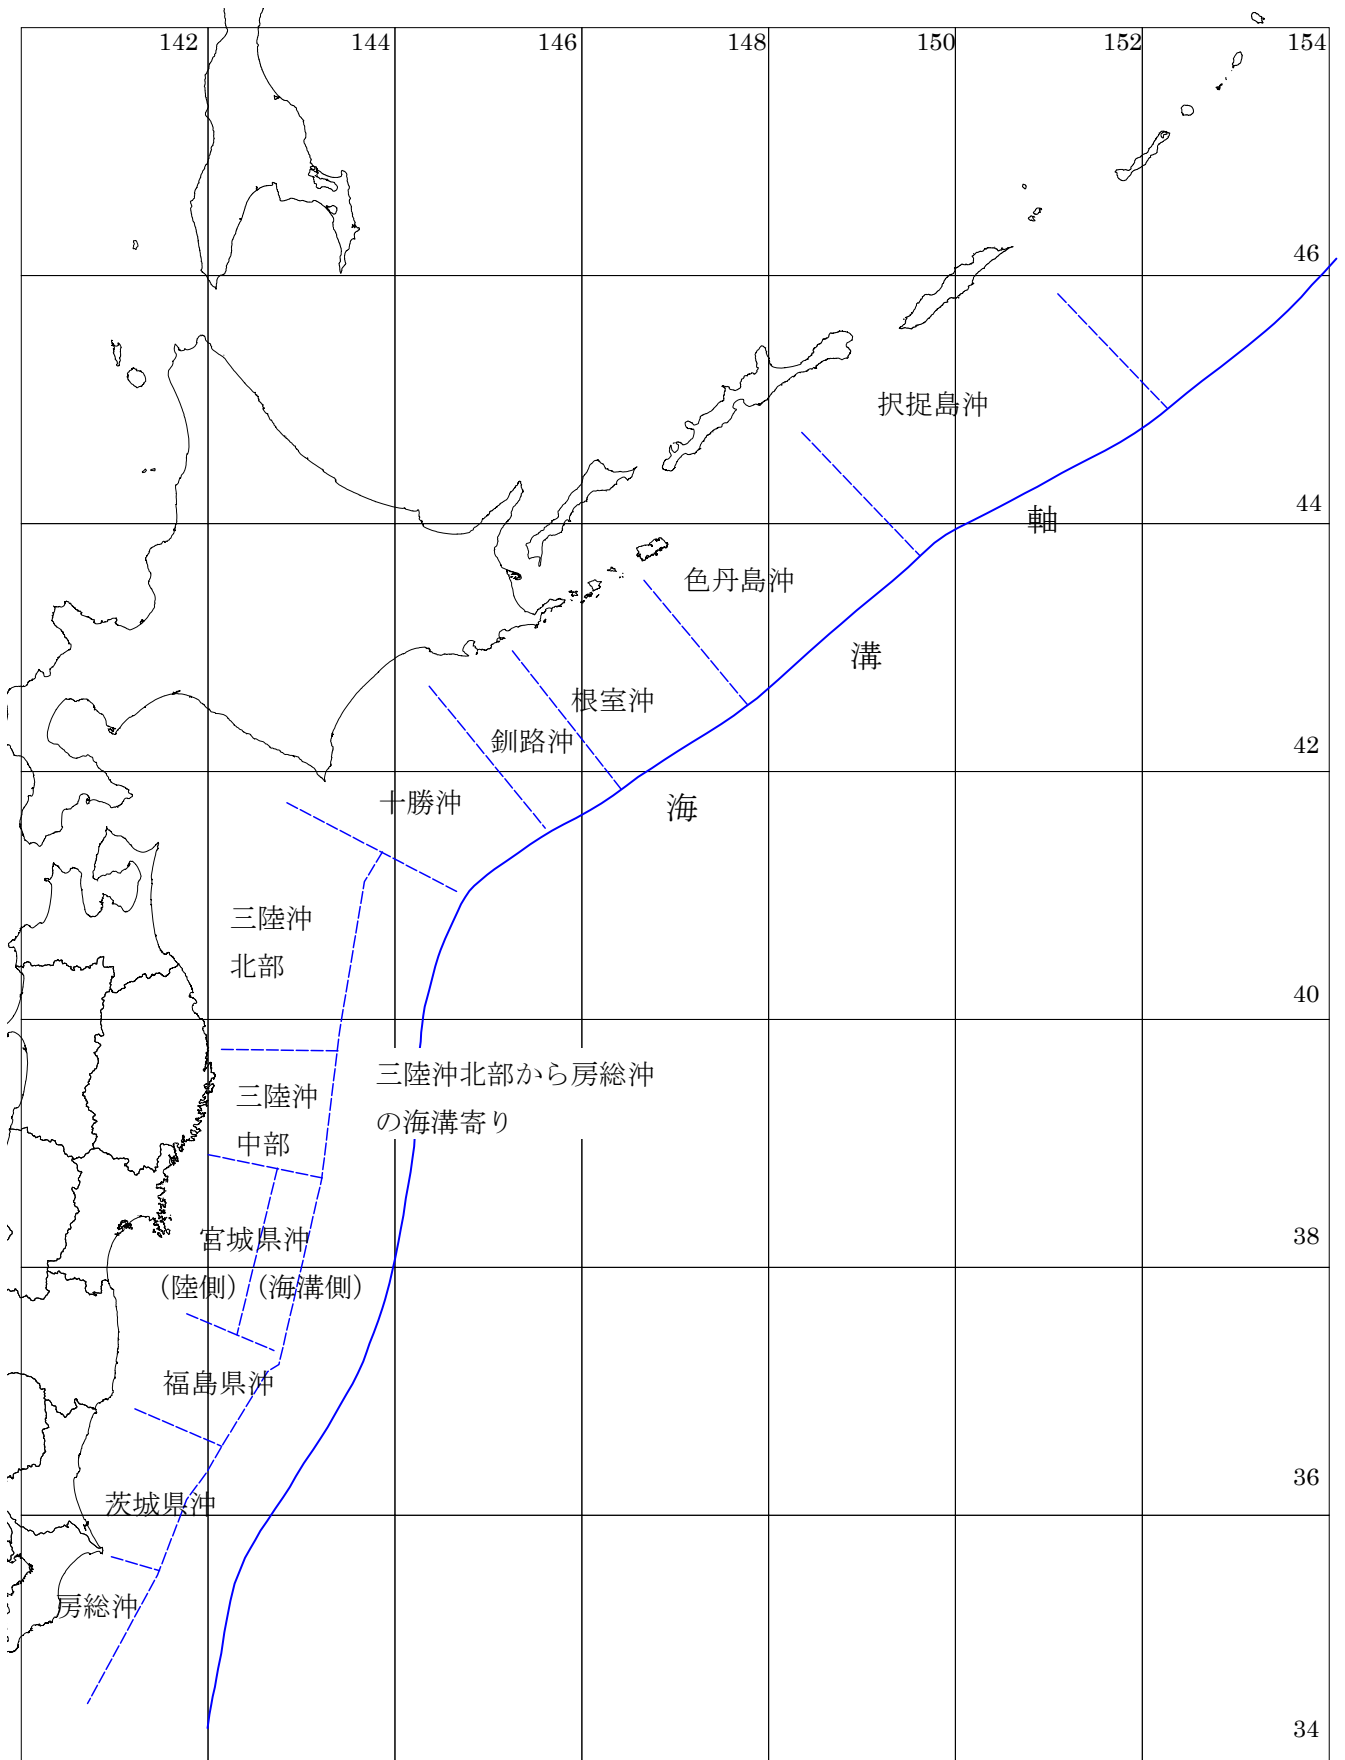 142 144 146 148 150 152 154
46
択捉島沖
44
軸
色丹島沖
溝
根室沖
釧路沖
42
十勝沖
海
三陸沖
北部
40
三陸沖北部から房総沖
の海溝寄り
三陸沖
中部
宮城県沖
38
(陸側) (海溝側)
福島県沖
36
茨城県沖
房総沖
34